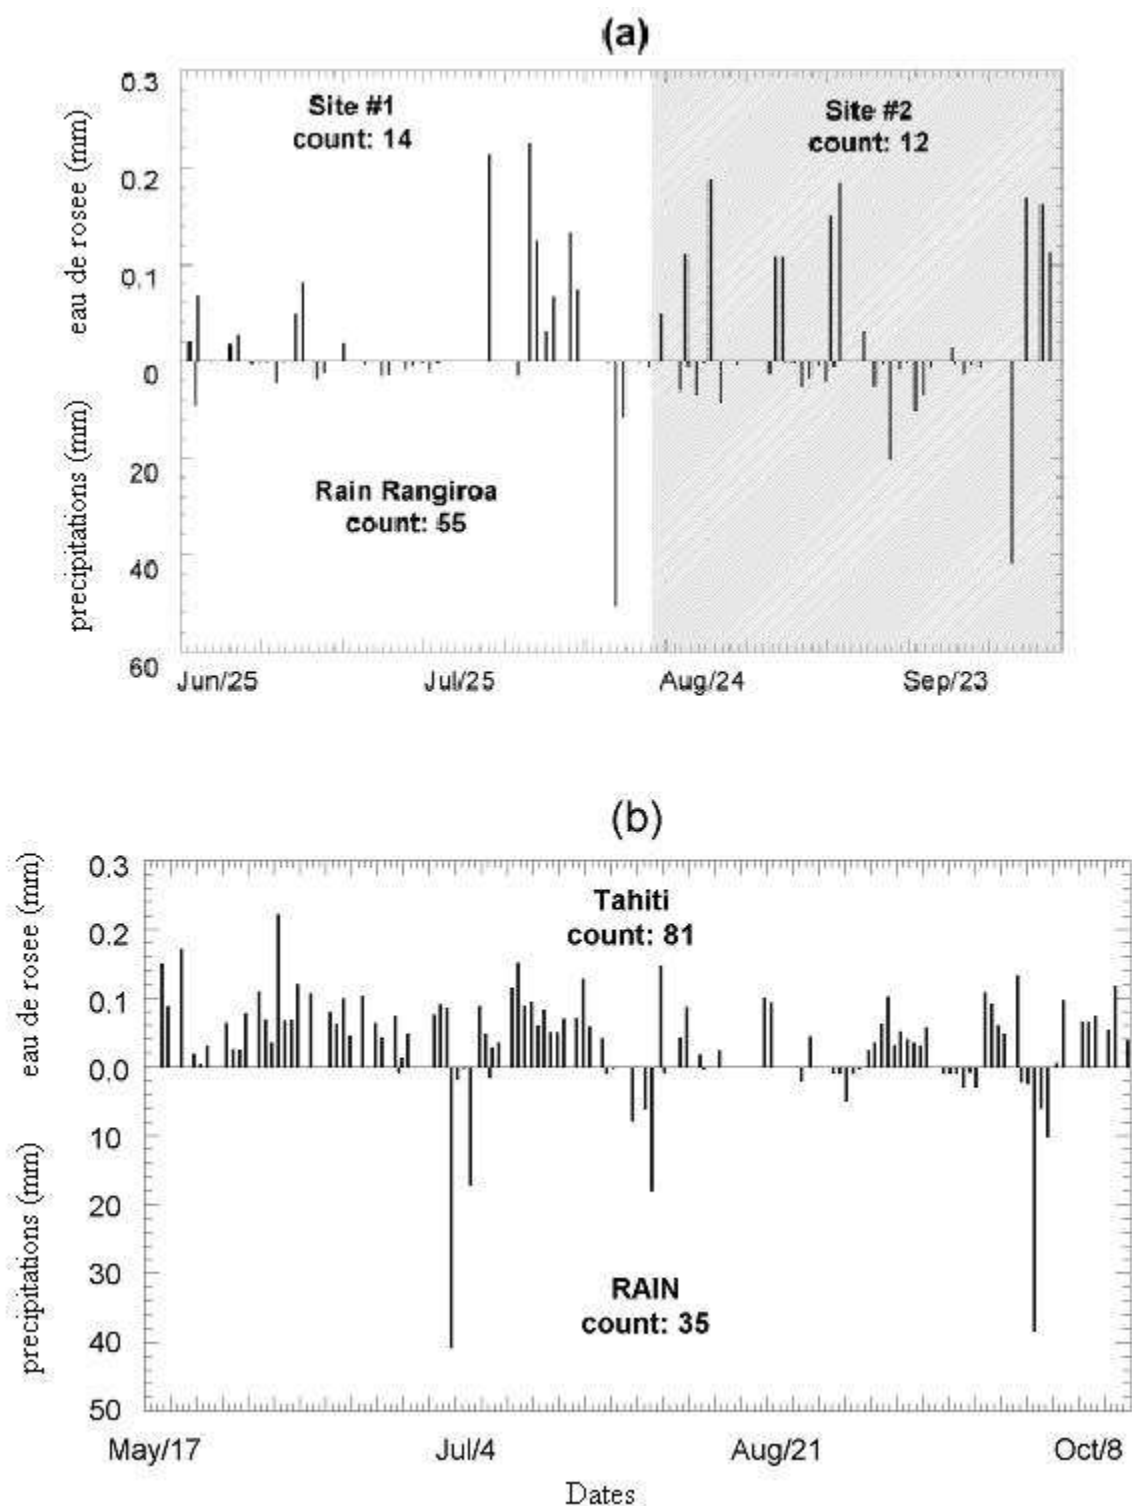 (a)
0.3
Site #1
count: 14
Site #2
count: 12
eau de rosee (mm)
0.2
0.1
0
precipitations (mm)
20
Rain Rangiroa
count: 55
40
60
Jun/25 Jul/25 Aug/24 Sep/23
(b)
0.3
Tahiti
count: 81
eau de rosee (mm)
0.2
0.1
0.0
precipitations (mm)
10
20
30
RAIN
count: 35
40
50
May/17 Jul/4 Aug/21 Oct/8
Dates